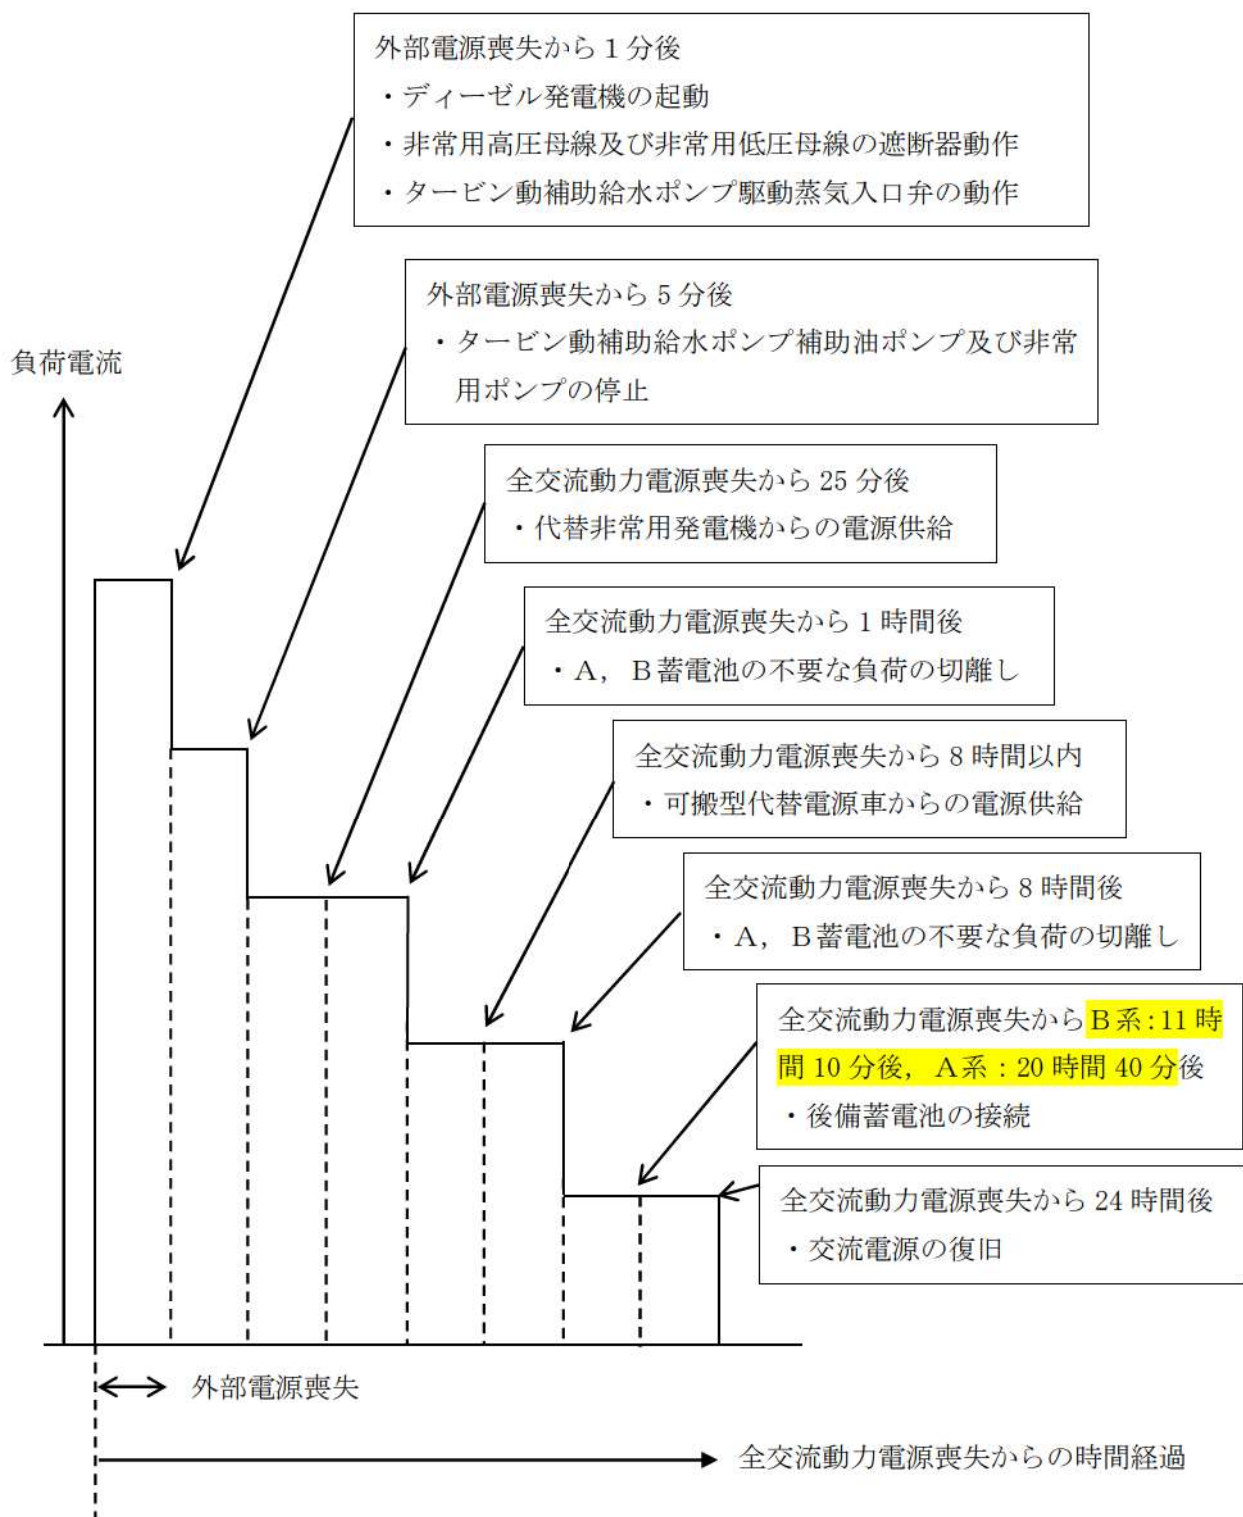 外部電源喪失から1分後
・ディーゼル発電機の起動
・非常用高圧母線及び非常用低圧母線の遮断器動作
・タービン動補助給水ポンプ駆動蒸気入口弁の動作
外部電源喪失から5分後
・タービン動補助給水ポンプ補助油ポンプ及び非常
用ポンプの停止
負荷電流
全交流動力電源喪失から25分後
・代替非常用発電機からの電源供給
全交流動力電源喪失から1時間後
・A,B蓄電池の不要な負荷の切離し
全交流動力電源喪失から8時間以内
・可搬型代替電源車からの電源供給
全交流動力電源喪失から8時間後
・A,B蓄電池の不要な負荷の切離し
全交流動力電源喪失からB系:11時
間10分後,A系:20時間40分後
・後備蓄電池の接続
全交流動力電源喪失から24時間後
・交流電源の復旧
外部電源喪失
全交流動力電源喪失からの時間経過